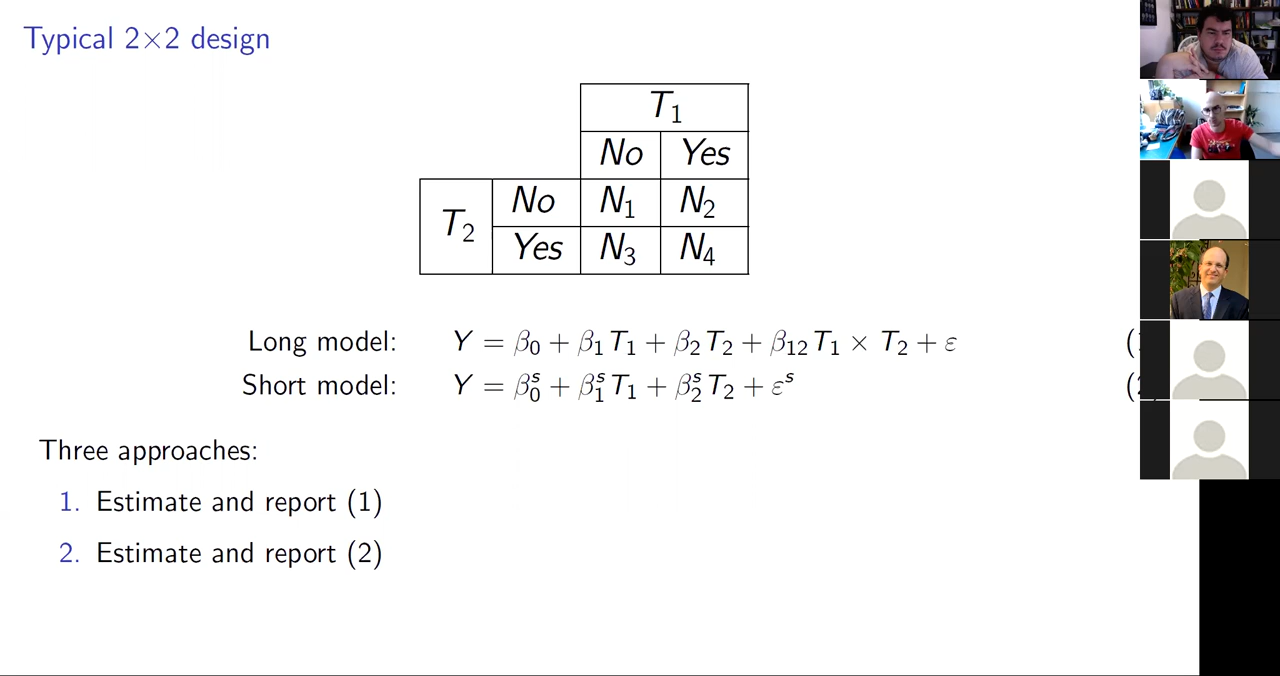 Typical 2×2 design
T₁
No Yes
T₂ No N₁ N₂
Yes N₃ N₄
Long model: Y = β₀ + β₁T₁ + β₂T₂ + β₁₂T₁ × T₂ + ε (
Short model: Y = β₀ˢ + β₁ˢT₁ + β₂ˢT₂ + εˢ (
Three approaches:
1. Estimate and report (1)
2. Estimate and report (2)